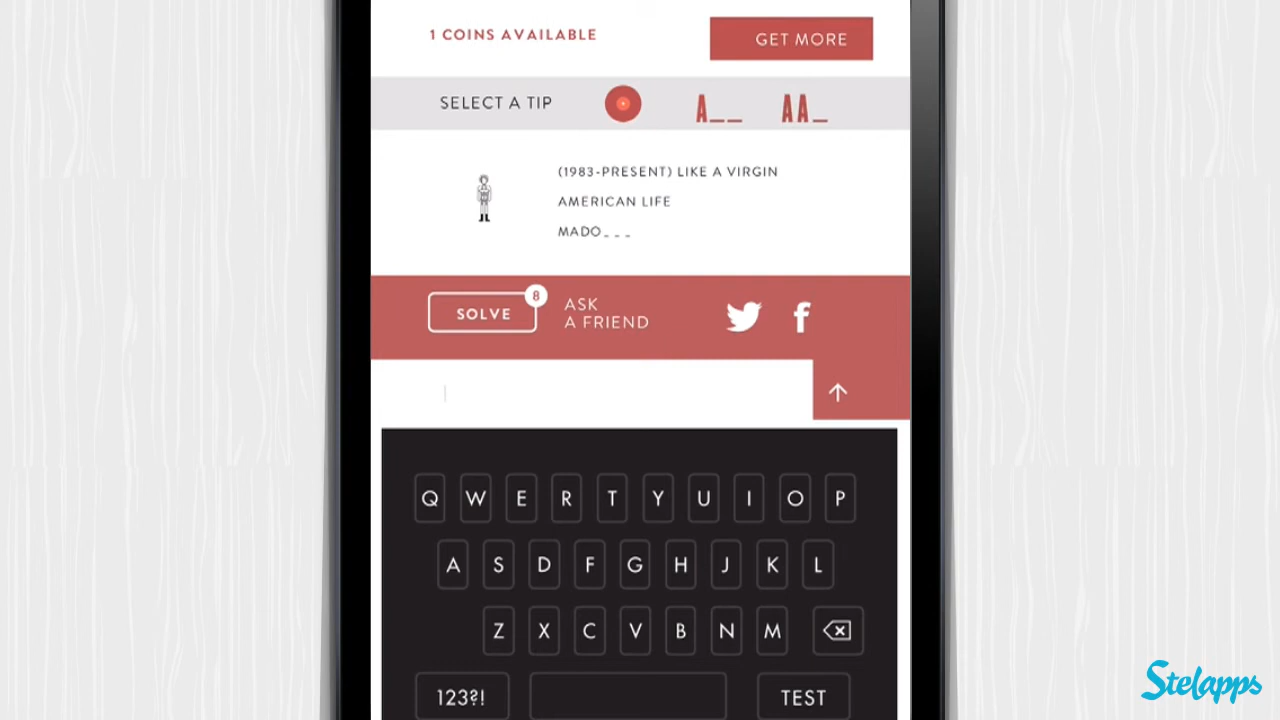 1 COINS AVAILABLE
GET MORE
SELECT A TIP
A__
AA_
(1983-PRESENT) LIKE A VIRGIN
AMERICAN LIFE
MADO_ _ _
SOLVE
8
ASK
A FRIEND
Q W E R T Y U I O P
A S D F G H J K L
Z X C V B N M
123?!
TEST
Stelapps